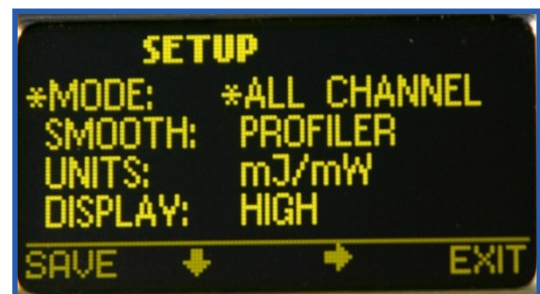 SETUP
*MODE: *ALL CHANNEL
SMOOTH: PROFILER
UNITS: mJ/mW
DISPLAY: HIGH
SAVE EXIT